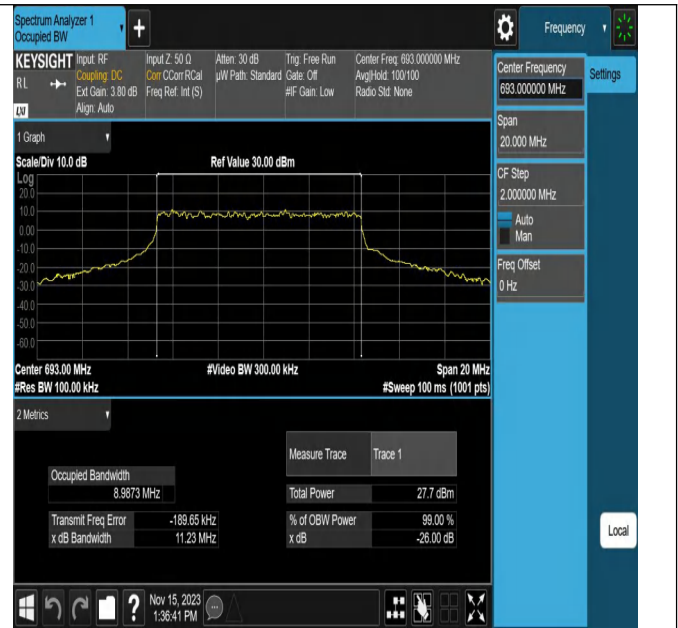 Spectrum Analyzer 1
Occupied BW
Frequency
KEYSIGHT
RL
LXI
Input: RF
Coupling: DC
Ext Gain: 3.80 dB
Align: Auto
Input Z: 50 Ω
Corr CCorr RCal
Freq Ref: Int (S)
Atten: 30 dB
µW Path: Standard
Trig: Free Run
Gate: Off
#IF Gain: Low
Center Freq: 693.000000 MHz
Avg|Hold: 100/100
Radio Std: None
Center Frequency
693.000000 MHz
Settings
Span
20.000 MHz
CF Step
2.000000 MHz
Auto
Man
Freq Offset
0 Hz
1 Graph
Scale/Div 10.0 dB
Ref Value 30.00 dBm
Log
20.0
10.0
0.00
-10.0
-20.0
-30.0
-40.0
-50.0
-60.0
Center 693.00 MHz
#Video BW 300.00 kHz
Span 20 MHz
#Res BW 100.00 kHz
#Sweep 100 ms (1001 pts)
2 Metrics
Measure Trace
Trace 1
Occupied Bandwidth
8.9873 MHz
Total Power
27.7 dBm
Transmit Freq Error
-189.65 kHz
% of OBW Power
99.00 %
x dB Bandwidth
11.23 MHz
x dB
-26.00 dB
Local
?
Nov 15, 2023
1:36:41 PM